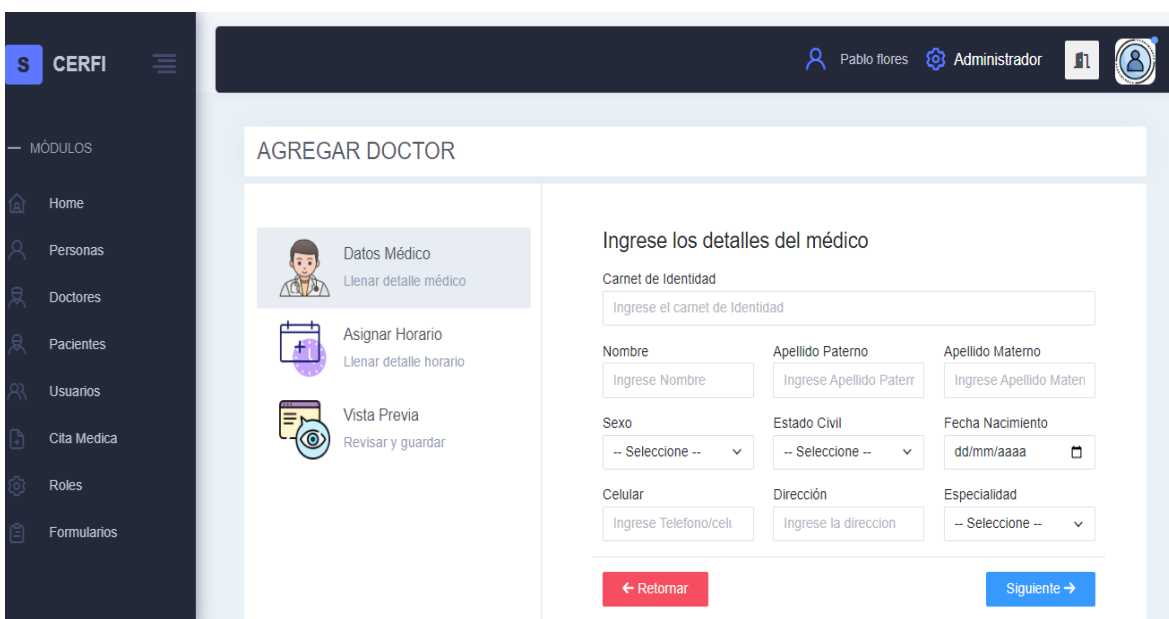 S CERFI
Pablo flores Administrador
MÓDULOS
Home
Personas
Doctores
Pacientes
Usuarios
Cita Medica
Roles
Formularios
AGREGAR DOCTOR
Datos Médico
Llenar detalle médico
Asignar Horario
Llenar detalle horario
Vista Previa
Revisar y guardar
Ingrese los detalles del médico
Carnet de Identidad
Ingrese el carnet de Identidad
Nombre Apellido Paterno Apellido Materno
Ingrese Nombre Ingrese Apellido Paterr Ingrese Apellido Mater
Sexo Estado Civil Fecha Nacimiento
-- Seleccione -- -- Seleccione -- dd/mm/aaaa
Celular Dirección Especialidad
Ingrese Telefono/celu Ingrese la direccion -- Seleccione --
← Retornar Siguiente →